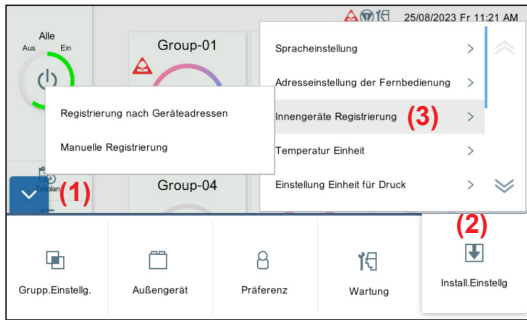 25/08/2023 Fr 11:21 AM
Alle
Aus Ein
Group-01
Spracheinstellung
Adresseinstellung der Fernbedienung
Innengeräte Registrierung (3)
Temperatur Einheit
Einstellung Einheit für Druck
Registrierung nach Geräteadressen
Manuelle Registrierung
(1)
Group-04
(2)
Grupp.Einstellg.
Außengerät
Präferenz
Wartung
Install.Einstellg